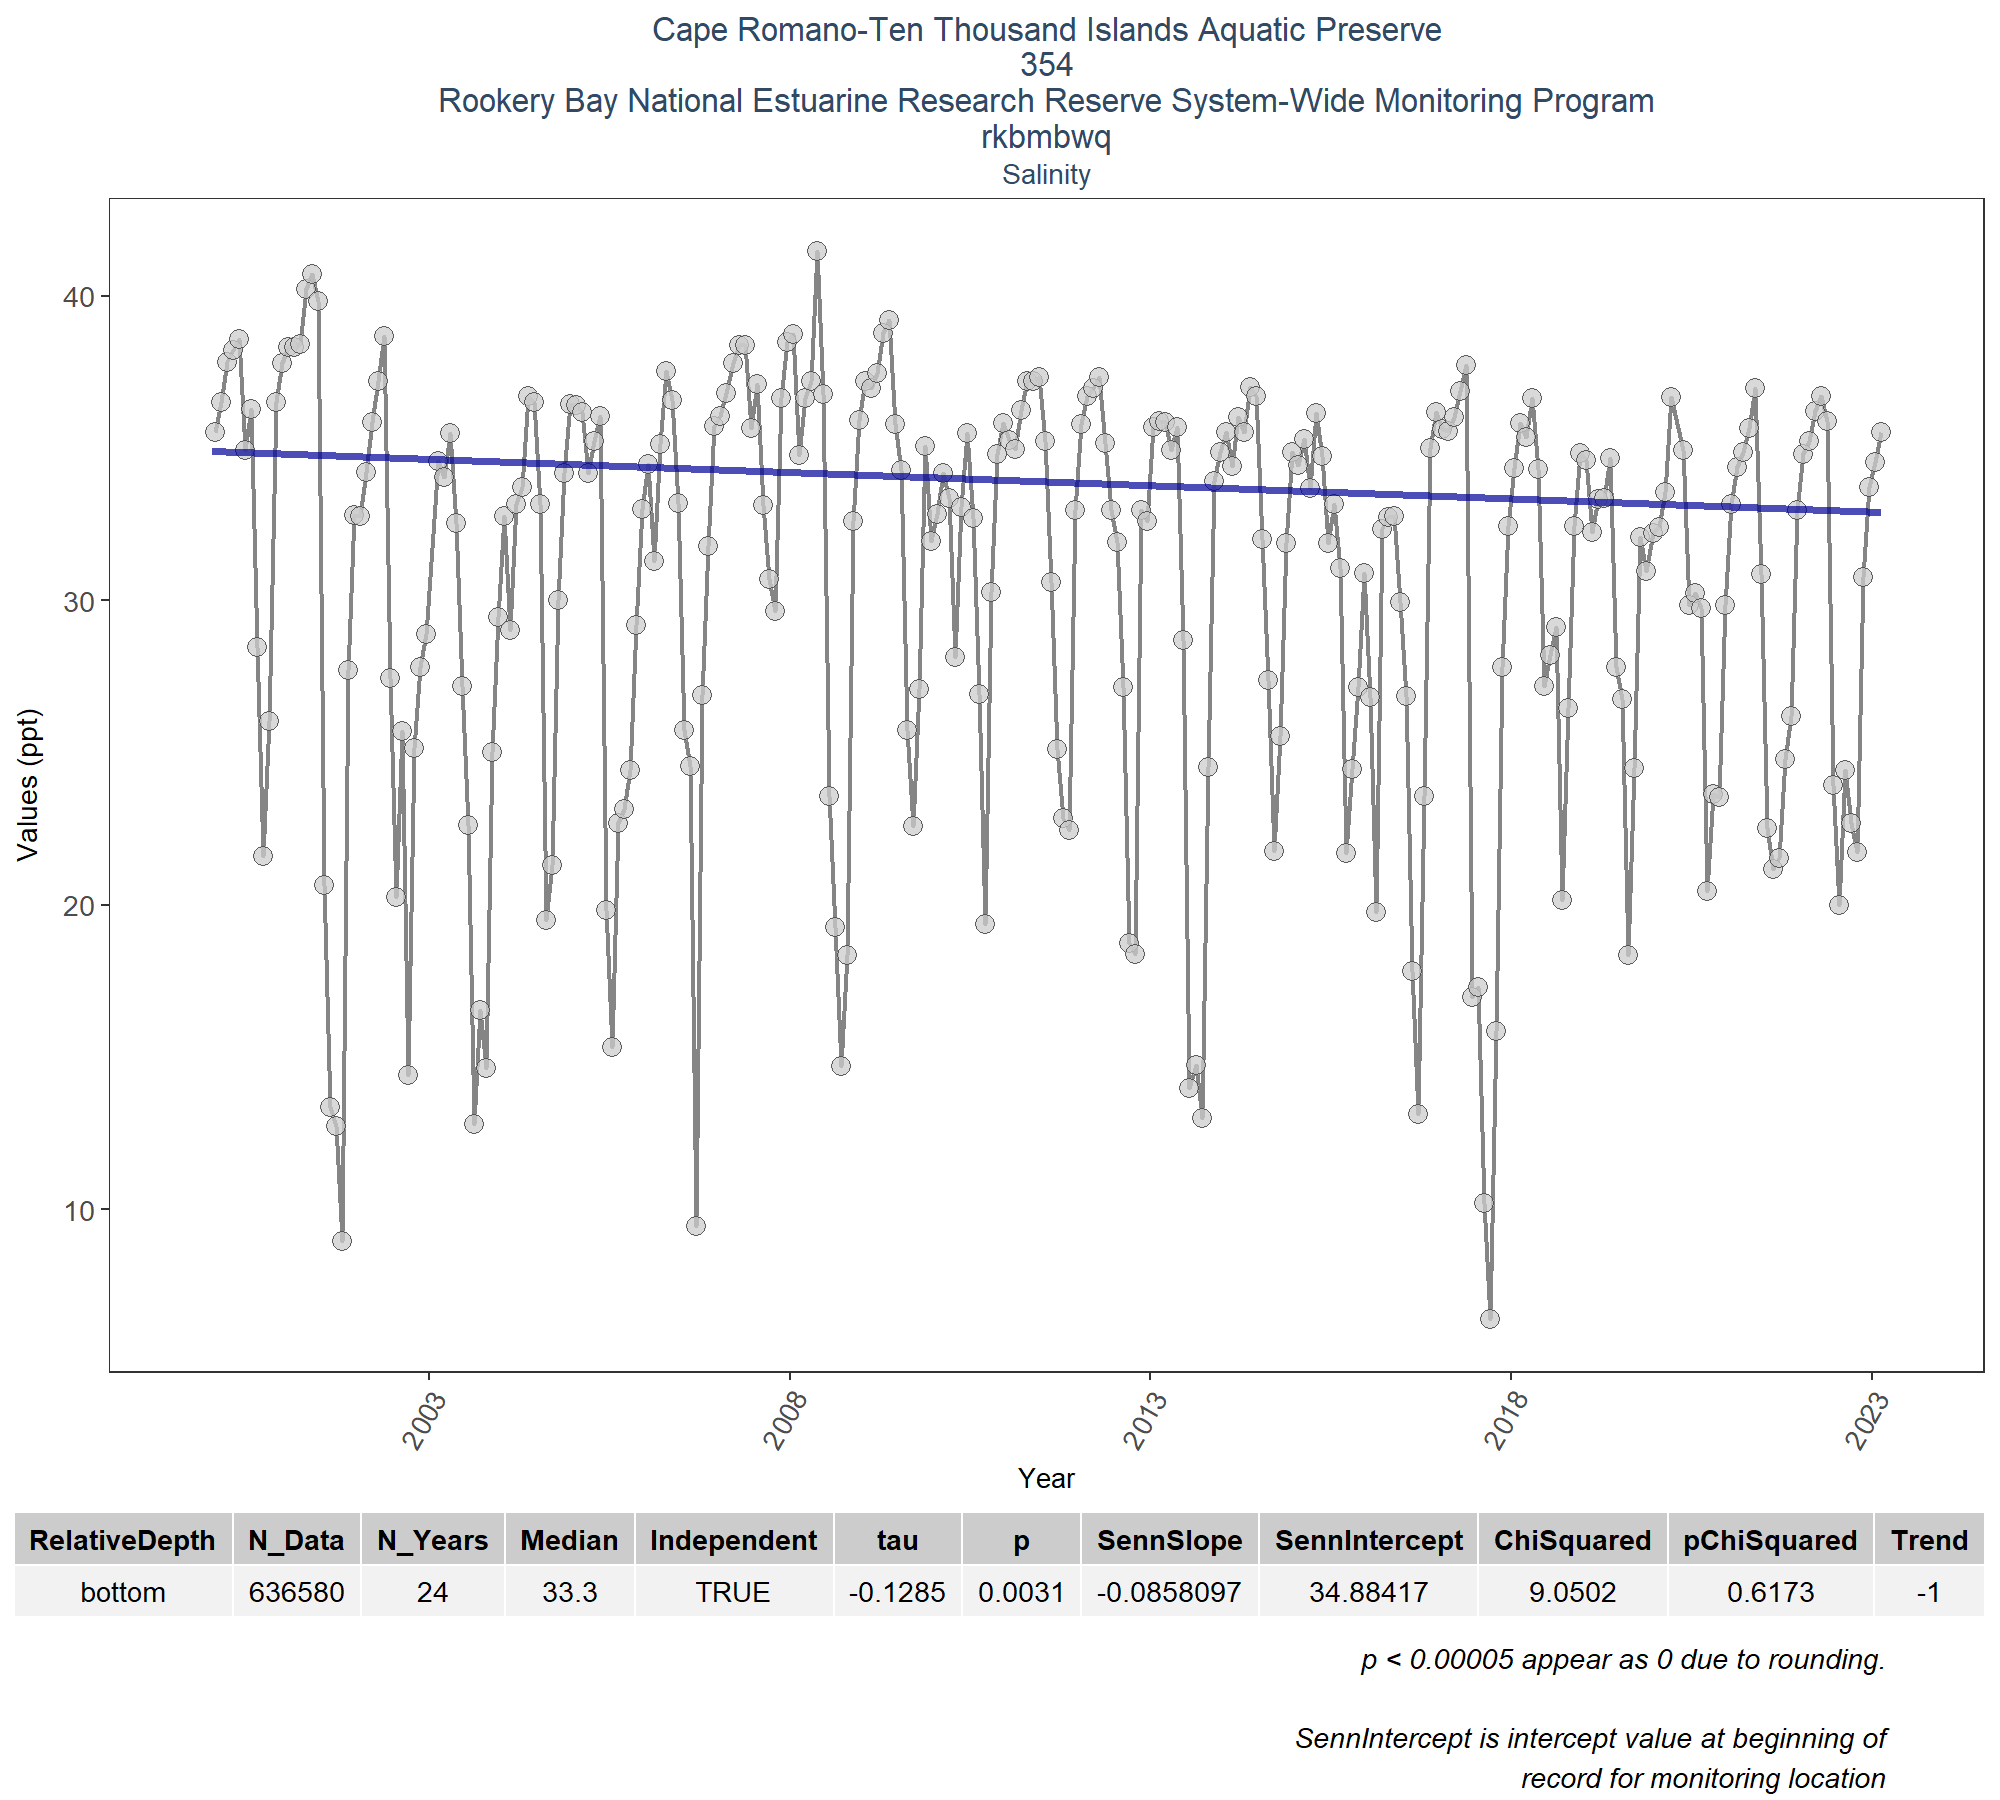 Cape Romano-Ten Thousand Islands Aquatic Preserve
354
Rookery Bay National Estuarine Research Reserve System-Wide Monitoring Program
rkbmbwq
Salinity
40
30
20
10
Values (ppt)
2003
2008
2013
2018
2023
Year
RelativeDepth N_Data N_Years Median Independent tau p SennSlope SennIntercept ChiSquared pChiSquared Trend
bottom 636580 24 33.3 TRUE -0.1285 0.0031 -0.0858097 34.88417 9.0502 0.6173 -1
p < 0.00005 appear as 0 due to rounding.
SennIntercept is intercept value at beginning of
record for monitoring location